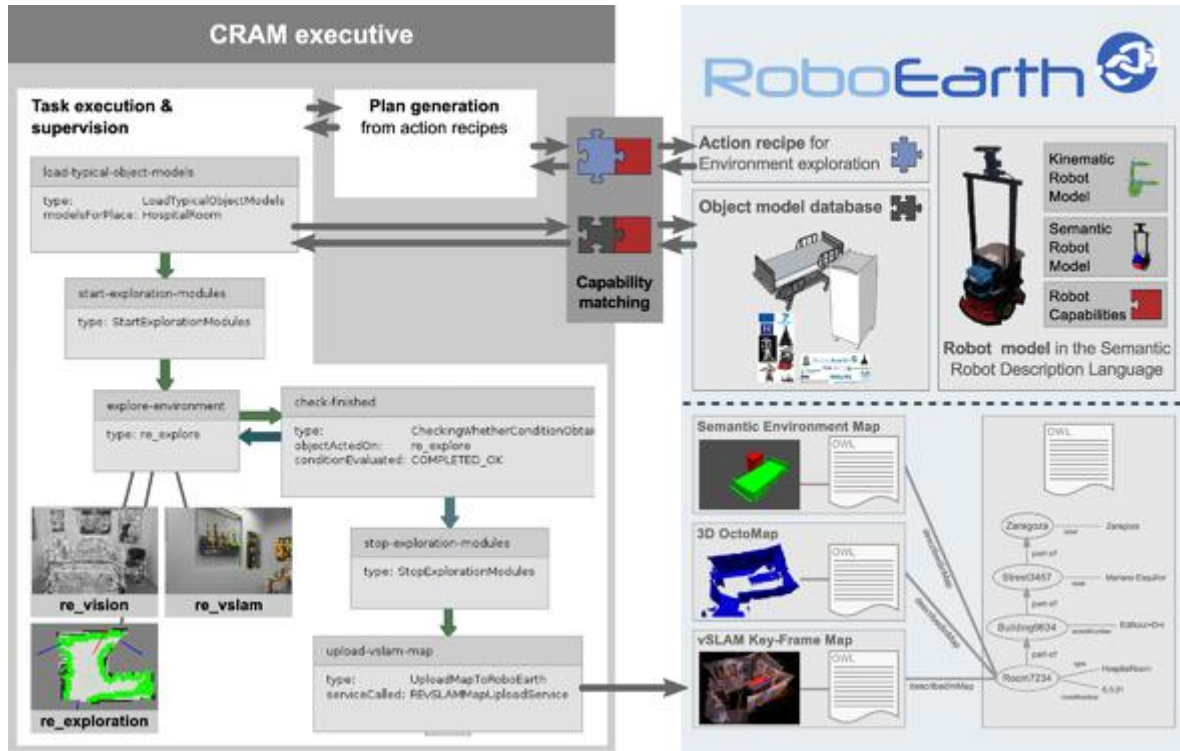 CRAM executive
Task execution &
supervision
Plan generation
from action recipes
load-typical-object-models
type: LoadTypicalObjectModels
modelsForPlace: HospitalRoom
start-exploration-modules
type: StartExplorationModules
explore-environment
type: re_explore
check-finished
type: CheckingWhetherConditionObtai
objectActedOn: re_explore
conditionEvaluated: COMPLETED_OK
re_vision
re_vslam
re_exploration
stop-exploration-modules
type: StopExplorationModules
upload-vslam-map
type: UploadMapToRoboEarth
serviceCalled: REvSLAMMapUploadService
Capability
matching
RoboEarth
Action recipe for
Environment exploration
Object model database
Kinematic
Robot
Model
Semantic
Robot
Model
Robot
Capabilities
Robot model in the Semantic
Robot Description Language
Semantic Environment Map
OWL
3D OctoMap
OWL
vSLAM Key-Frame Map
OWL
describedInMap
describedInMap
describedInMap
OWL
Zaragoza
Zaragoza
part-of
Street3457
part-of
Building9634
part-of
Room7234
HospitalRoom